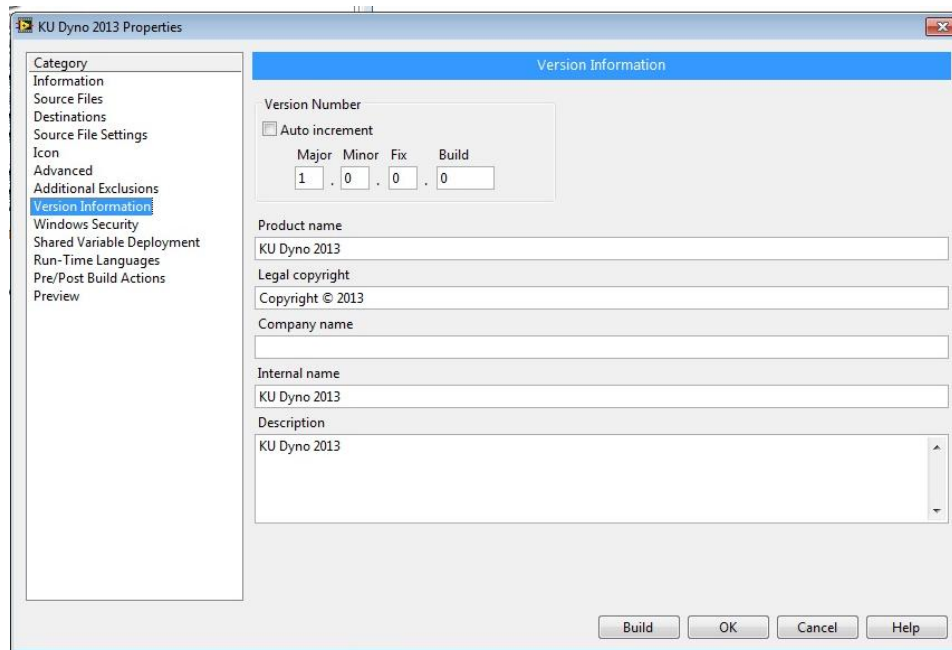 KU Dyno 2013 Properties
Category
Information
Source Files
Destinations
Source File Settings
Icon
Advanced
Additional Exclusions
Version Information
Windows Security
Shared Variable Deployment
Run-Time Languages
Pre/Post Build Actions
Preview
Version Information
Version Number
Auto increment
Major Minor Fix Build
1 . 0 . 0 . 0
Product name
KU Dyno 2013
Legal copyright
Copyright © 2013
Company name
Internal name
KU Dyno 2013
Description
KU Dyno 2013
Build OK Cancel Help